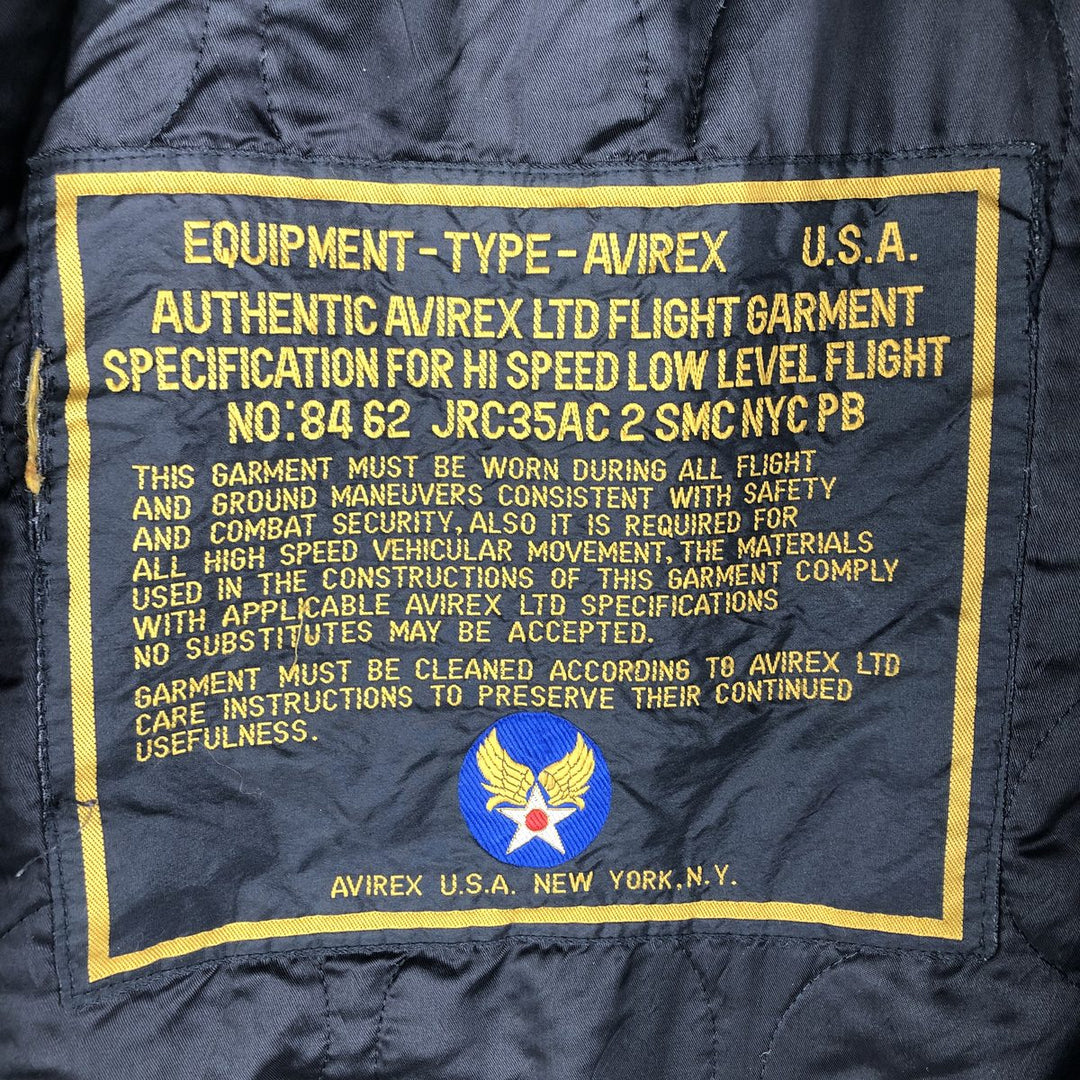 EQUIPMENT-TYPE-AVIREX U.S.A.
AUTHENTIC AVIREX LTD FLIGHT GARMENT
SPECIFICATION FOR HI SPEED LOW LEVEL FLIGHT
NO:8462 JRC35AC 2 SMC NYC PB
THIS GARMENT MUST BE WORN DURING ALL FLIGHT
AND GROUND MANEUVERS CONSISTENT WITH SAFETY
AND COMBAT SECURITY, ALSO IT IS REQUIRED FOR
ALL HIGH SPEED VEHICULAR MOVEMENT, THE MATERIALS
USED IN THE CONSTRUCTIONS OF THIS GARMENT COMPLY
WITH APPLICABLE AVIREX LTD SPECIFICATIONS
NO SUBSTITUTES MAY BE ACCEPTED.
GARMENT MUST BE CLEANED ACCORDING TO AVIREX LTD
CARE INSTRUCTIONS TO PRESERVE THEIR CONTINUED
USEFULNESS.
AVIREX U.S.A. NEW YORK, N.Y.